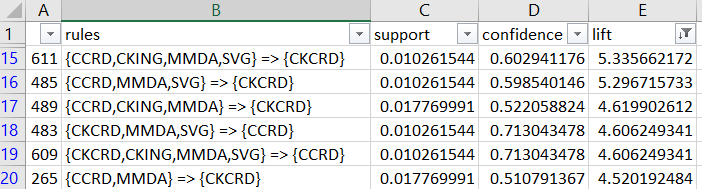 A B C D E
1 rules support confidence lift
15 611 {CCRD,CKING,MMDA,SVG} => {CKCRD} 0.010261544 0.602941176 5.335662172
16 485 {CCRD,MMDA,SVG} => {CKCRD} 0.010261544 0.598540146 5.296715733
17 489 {CCRD,CKING,MMDA} => {CKCRD} 0.017769991 0.522058824 4.619902612
18 483 {CKCRD,MMDA,SVG} => {CCRD} 0.010261544 0.713043478 4.606249341
19 609 {CKCRD,CKING,MMDA,SVG} => {CCRD} 0.010261544 0.713043478 4.606249341
20 265 {CCRD,MMDA} => {CKCRD} 0.017769991 0.510791367 4.520192484